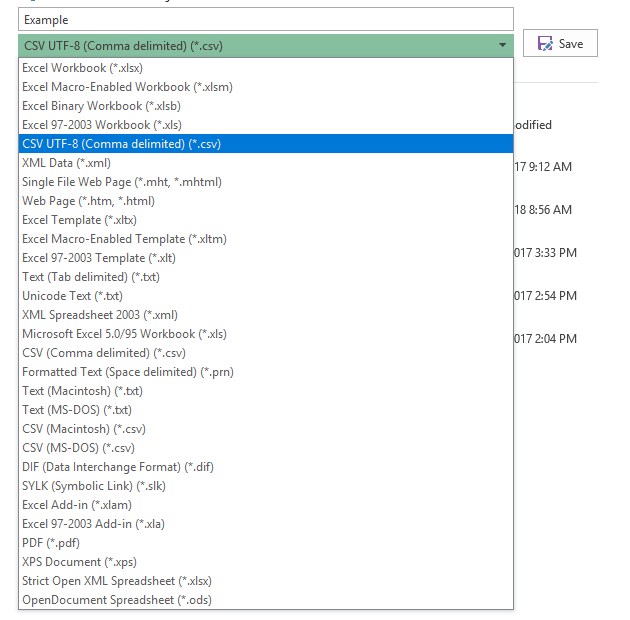 Example
CSV UTF-8 (Comma delimited) (*.csv)
Save
Excel Workbook (*.xlsx)
Excel Macro-Enabled Workbook (*.xlsm)
Excel Binary Workbook (*.xlsb)
Excel 97-2003 Workbook (*.xls)
odified
CSV UTF-8 (Comma delimited) (*.csv)
XML Data (*.xml)
17 9:12 AM
Single File Web Page (*.mht, *.mhtml)
Web Page (*.htm, *.html)
18 8:56 AM
Excel Template (*.xltx)
Excel Macro-Enabled Template (*.xltm)
017 3:33 PM
Excel 97-2003 Template (*.xlt)
Text (Tab delimited) (*.txt)
Unicode Text (*.txt)
017 2:54 PM
XML Spreadsheet 2003 (*.xml)
Microsoft Excel 5.0/95 Workbook (*.xls)
017 2:04 PM
CSV (Comma delimited) (*.csv)
Formatted Text (Space delimited) (*.prn)
Text (Macintosh) (*.txt)
Text (MS-DOS) (*.txt)
CSV (Macintosh) (*.csv)
CSV (MS-DOS) (*.csv)
DIF (Data Interchange Format) (*.dif)
SYLK (Symbolic Link) (*.slk)
Excel Add-in (*.xlam)
Excel 97-2003 Add-in (*.xla)
PDF (*.pdf)
XPS Document (*.xps)
Strict Open XML Spreadsheet (*.xlsx)
OpenDocument Spreadsheet (*.ods)